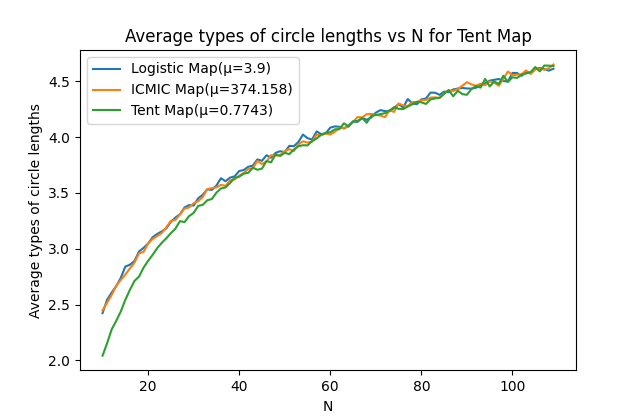 Average types of circle lengths vs N for Tent Map
Logistic Map(μ=3.9)
ICMIC Map(μ=374.158)
Tent Map(μ=0.7743)
Average types of circle lengths
4.5
4.0
3.5
3.0
2.5
2.0
20 40 60 80 100
N